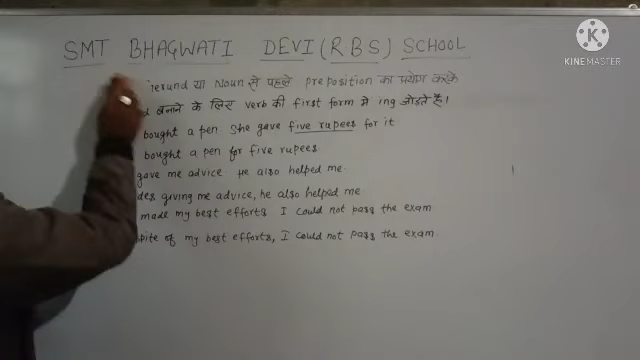 SMT BHAGWATI DEVI (RBS) SCHOOL
ierund या Noun से पहले preposition का प्रयोग करके
d बनाने के लिए verb की first form मे ing जोड़ते है।
bought a pen She gave five rupees for it
bought a pen for five rupees
gave me advice He also helped me.
des giving me advice, he also helped me
made my best efforts I could not pass the exam
pite of my best efforts, I could not pass the exam.
KINEMASTER